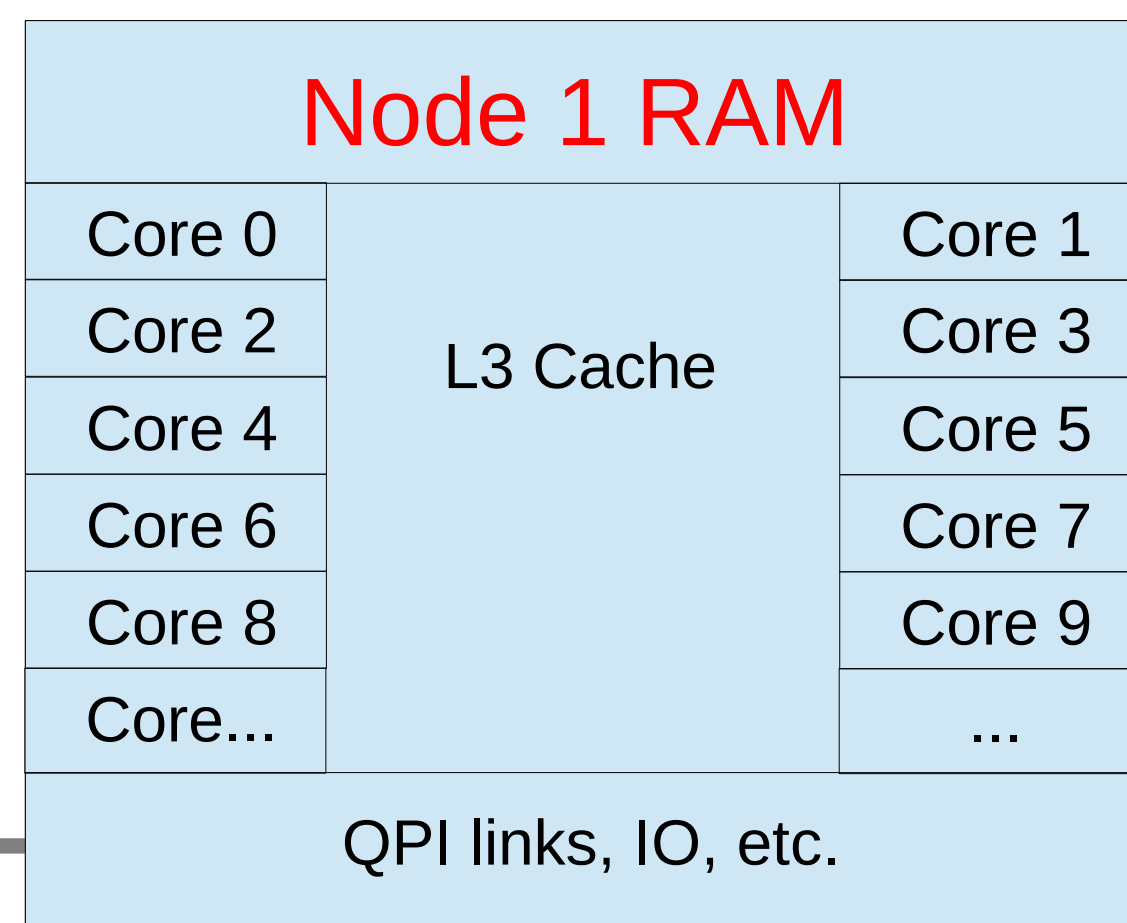 Node 1 RAM
Core 0
Core 1
Core 2
Core 3
L3 Cache
Core 4
Core 5
Core 6
Core 7
Core 8
Core 9
Core...
...
QPI links, IO, etc.